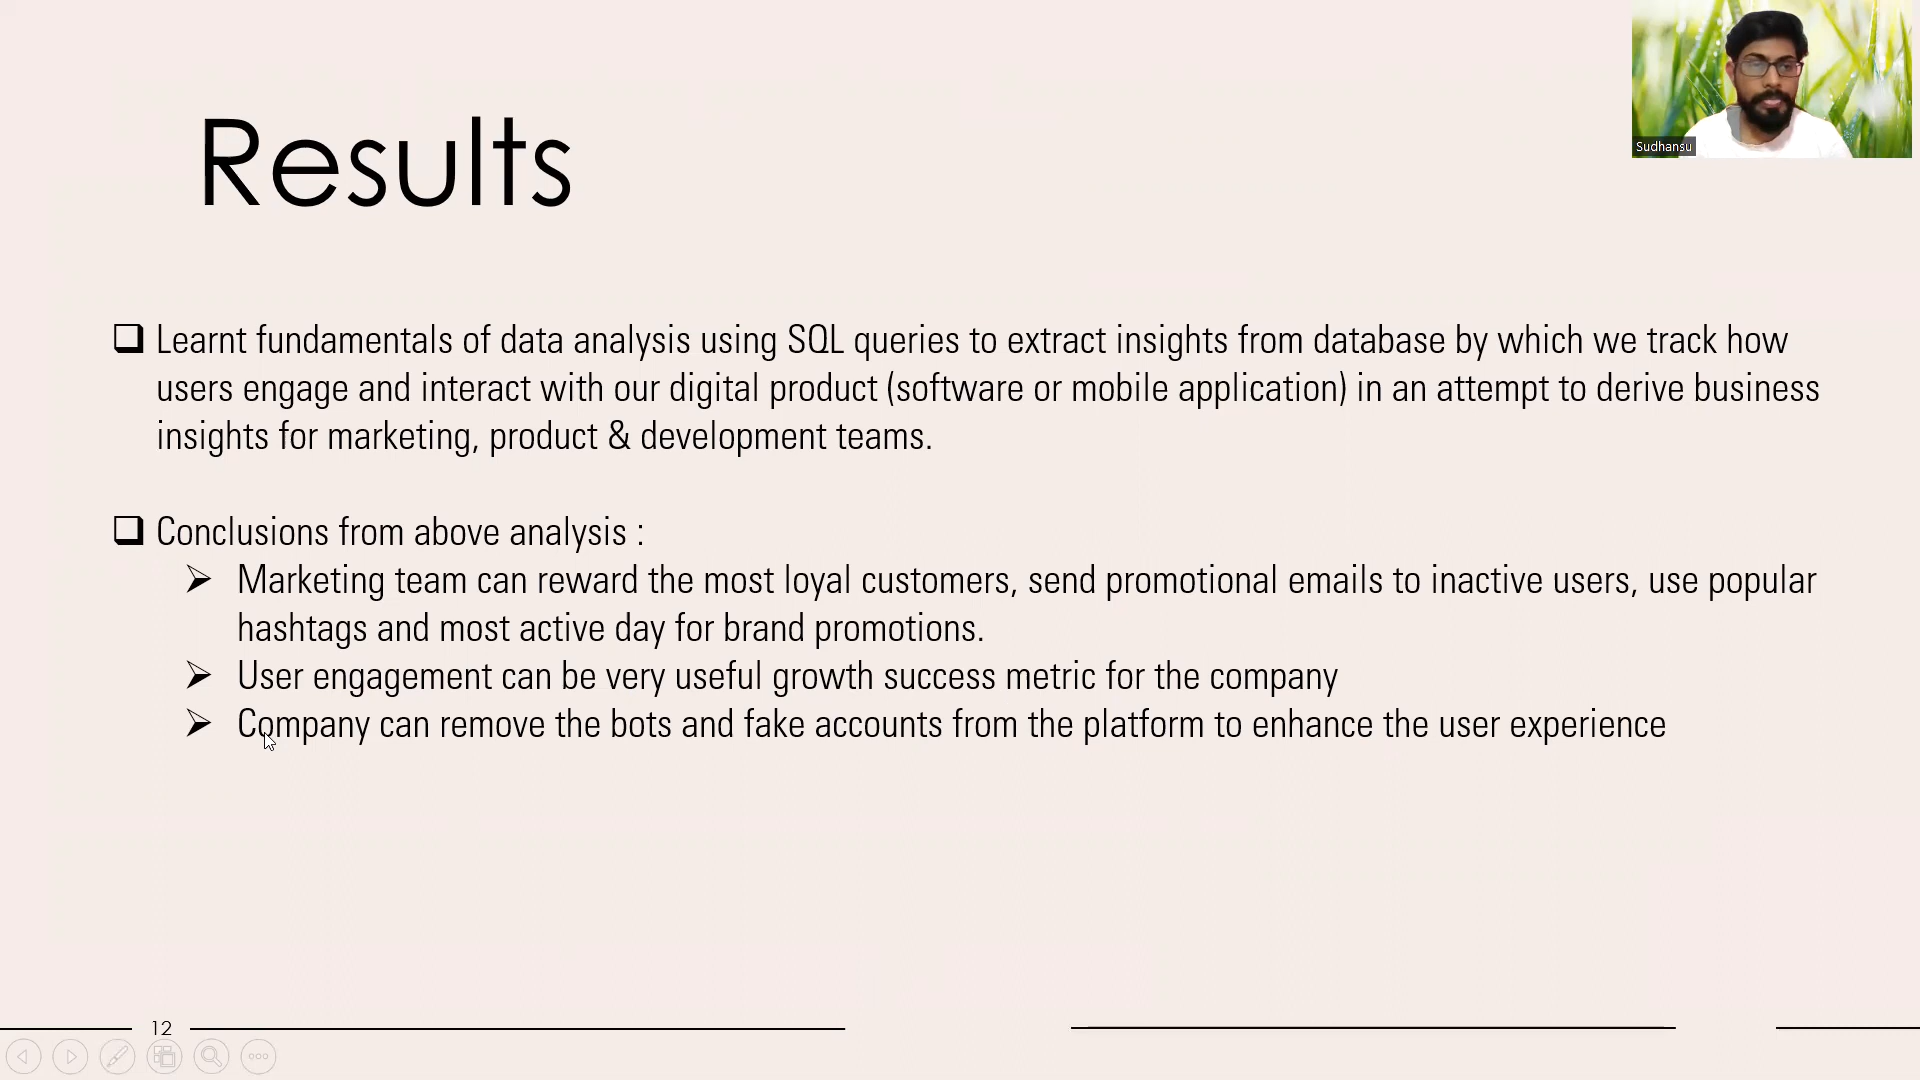 Sudhansu
Results
Learnt fundamentals of data analysis using SQL queries to extract insights from database by which we track how
users engage and interact with our digital product (software or mobile application) in an attempt to derive business
insights for marketing, product & development teams.
Conclusions from above analysis :
Marketing team can reward the most loyal customers, send promotional emails to inactive users, use popular
hashtags and most active day for brand promotions.
User engagement can be very useful growth success metric for the company
Company can remove the bots and fake accounts from the platform to enhance the user experience
12